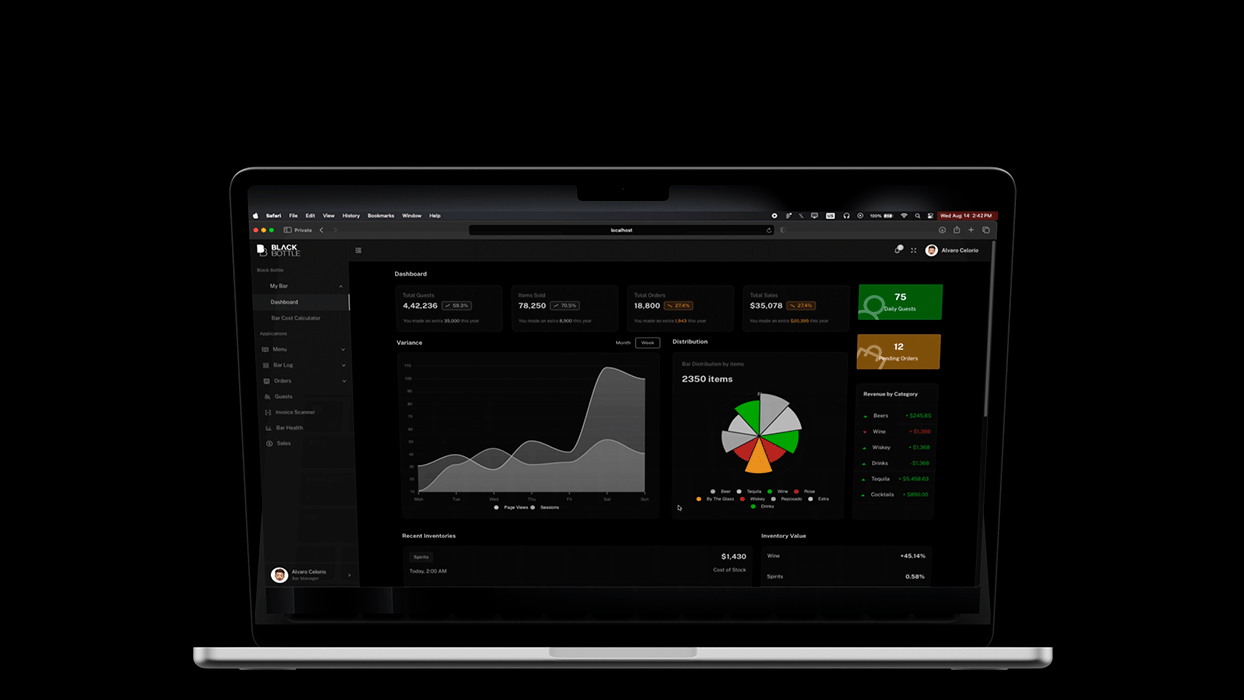 Safari File Edit View History Bookmarks Window Help
100%
Wed Aug 14 2:42 PM
Private
localhost
BLACK
BOTTLE
Alvaro Celorio
Black Bottle
My Bar
Dashboard
Bar Cost Calculator
Applications
Menu
Bar Log
Orders
Guests
Invoice Scanner
Bar Health
Sales
Alvaro Celorio
Bar Manager
Dashboard
Total Guests
4,42,236 59.3%
You made an extra 35,000 this year
Items Sold
78,250 70.5%
You made an extra 8,900 this year
Total Orders
18,800 27.4%
You made an extra 1,943 this year
Total Sales
$35,078 27.4%
You made an extra $20,395 this year
75
Daily Guests
12
Pending Orders
Variance
Month Week
110
100
90
80
70
60
50
40
30
20
10
Mon Tue Wed Thu Fri Sat Sun
Page Views Sessions
Distribution
Bar Distribution by items
2350 items
Beer Tequila Wine Rose
By The Glass Wiskey Reposado Extra
Drinks
Revenue by Category
Beers + $245.65
Wine + $1,368
Wiskey + $1,368
Drinks -$1,368
Tequila + $5,458.63
Cocktails + $890.00
Recent Inventories
Spirits
Today, 2:00 AM
$1,430
Cost of Stock
Inventory Value
Wine +45.14%
Spirits 0.58%